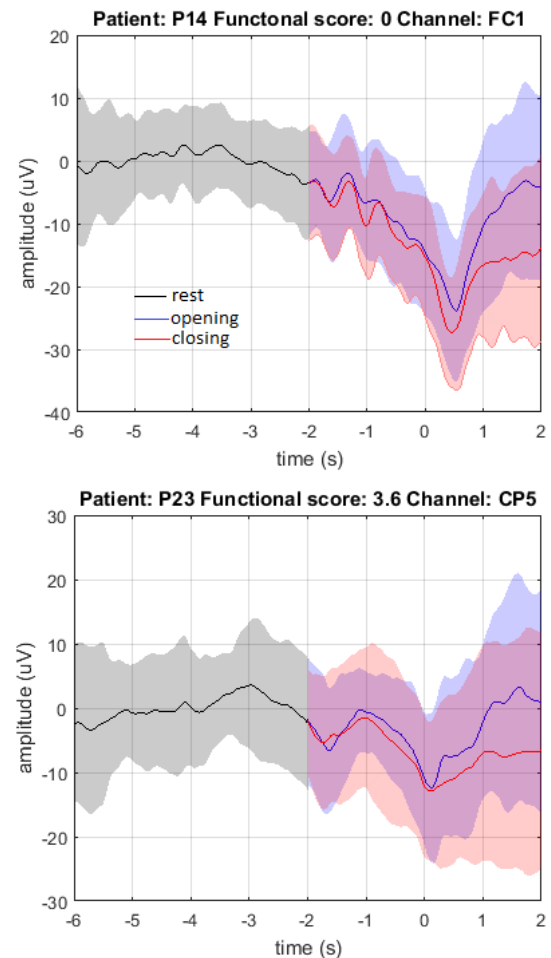 Patient: P14 Functonal score: 0 Channel: FC1
20
10
0
-10
-20
-30
-40
amplitude (uV)
rest
opening
closing
-6 -5 -4 -3 -2 -1 0 1 2
time (s)
Patient: P23 Functional score: 3.6 Channel: CP5
30
20
10
0
-10
-20
-30
amplitude (uV)
-6 -5 -4 -3 -2 -1 0 1 2
time (s)